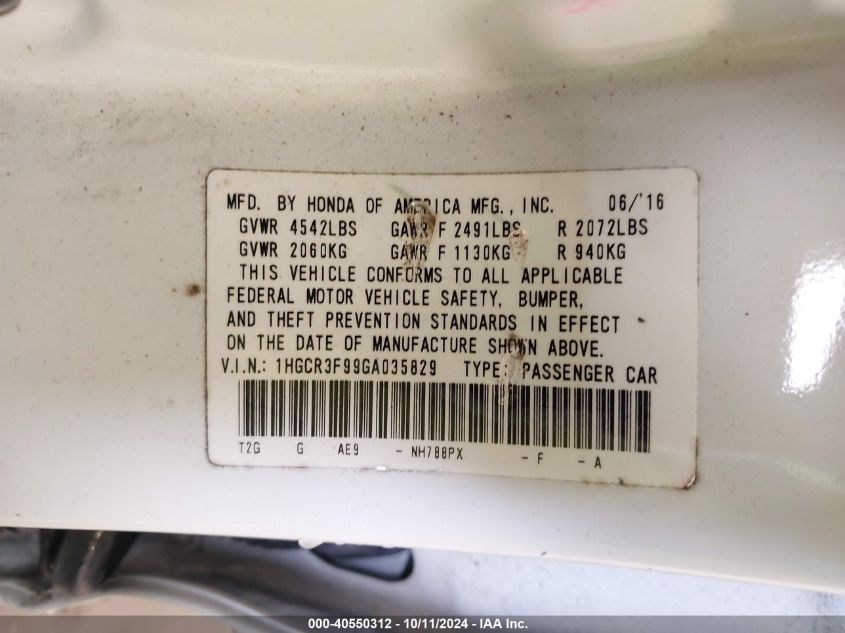 MFD. BY HONDA OF AMERICA MFG., INC. 06/'16
GVWR 4542LBS GAWR F 2491LBS R 2072LBS
GVWR 2060KG GAWR F 1130KG R 940KG
THIS VEHICLE CONFORMS TO ALL APPLICABLE
FEDERAL MOTOR VEHICLE SAFETY, BUMPER,
AND THEFT PREVENTION STANDARDS IN EFFECT
ON THE DATE OF MANUFACTURE SHOWN ABOVE.
V.I.N.: 1HGCR3F99GA035829 TYPE: PASSENGER CAR
T2G G AE9 - NH788PX - F - A
000-40550312 - 10/11/2024 - IAA Inc.